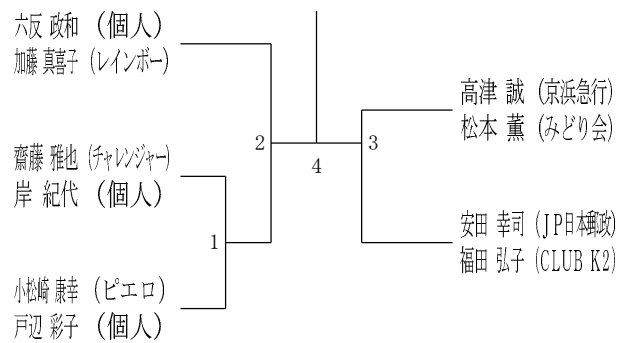 六反 政和 (個人)
加藤 真喜子 (レインボー)
齋藤 雅也 (チャレンジャー)
岸 紀代 (個人)
小松崎 康幸 (ピエロ)
戸辺 彩子 (個人)
1
2
4
3
高津 誠 (京浜急行)
松本 薫 (みどり会)
安田 幸司 (JP日本郵政)
福田 弘子 (CLUB K2)